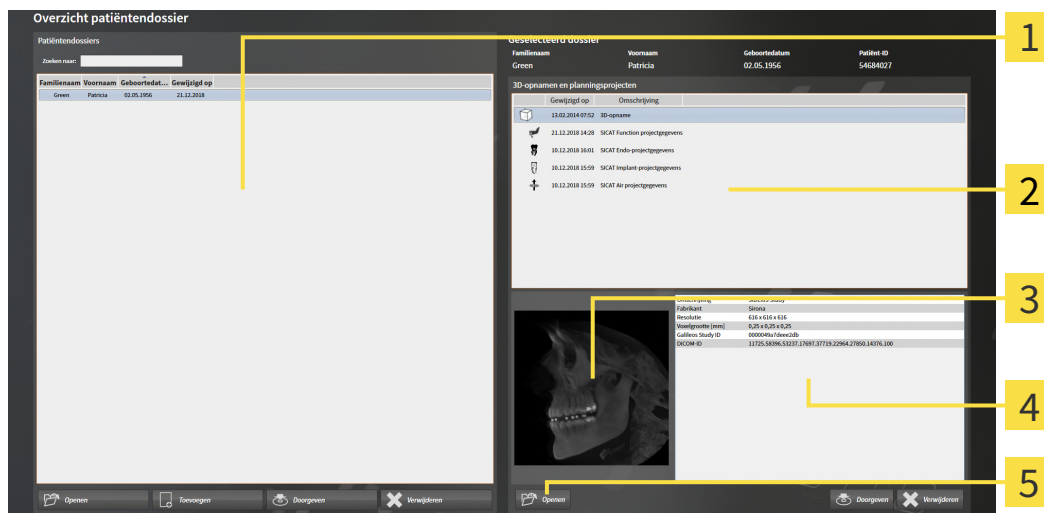 Overzicht patiëntendossier
Patiëntendossiers
Zoeken naar:
Familienaam Voornaam Geboortedat... Gewijzigd op
Green Patricia 02.05.1956 21.12.2018
Openen Toevoegen Doorgeven Verwijderen
Geselecteerd dossier
Familienaam Voornaam Geboortedatum Patiënt-ID
Green Patricia 02.05.1956 54684027
3D-opnamen en planningsprojecten
Gewijzigd op Omschrijving
13.02.2014 07:52 3D-opname
21.12.2018 14:28 SICAT Function projectgegevens
10.12.2018 16:01 SICAT Endo-projectgegevens
10.12.2018 15:59 SICAT Implant-projectgegevens
10.12.2018 15:59 SICAT Air projectgegevens
Omschrijving SIDEXIS Study
Fabrikant Sirona
Resolutie 616 x 616 x 616
Voxelgrootte [mm] 0,25 x 0,25 x 0,25
Galileos Study ID 0000049a7deee2db
DICOM-ID 11725.58396.53237.17697.37719.22964.27850.14376.100
Openen Doorgeven Verwijderen
1
2
3
4
5